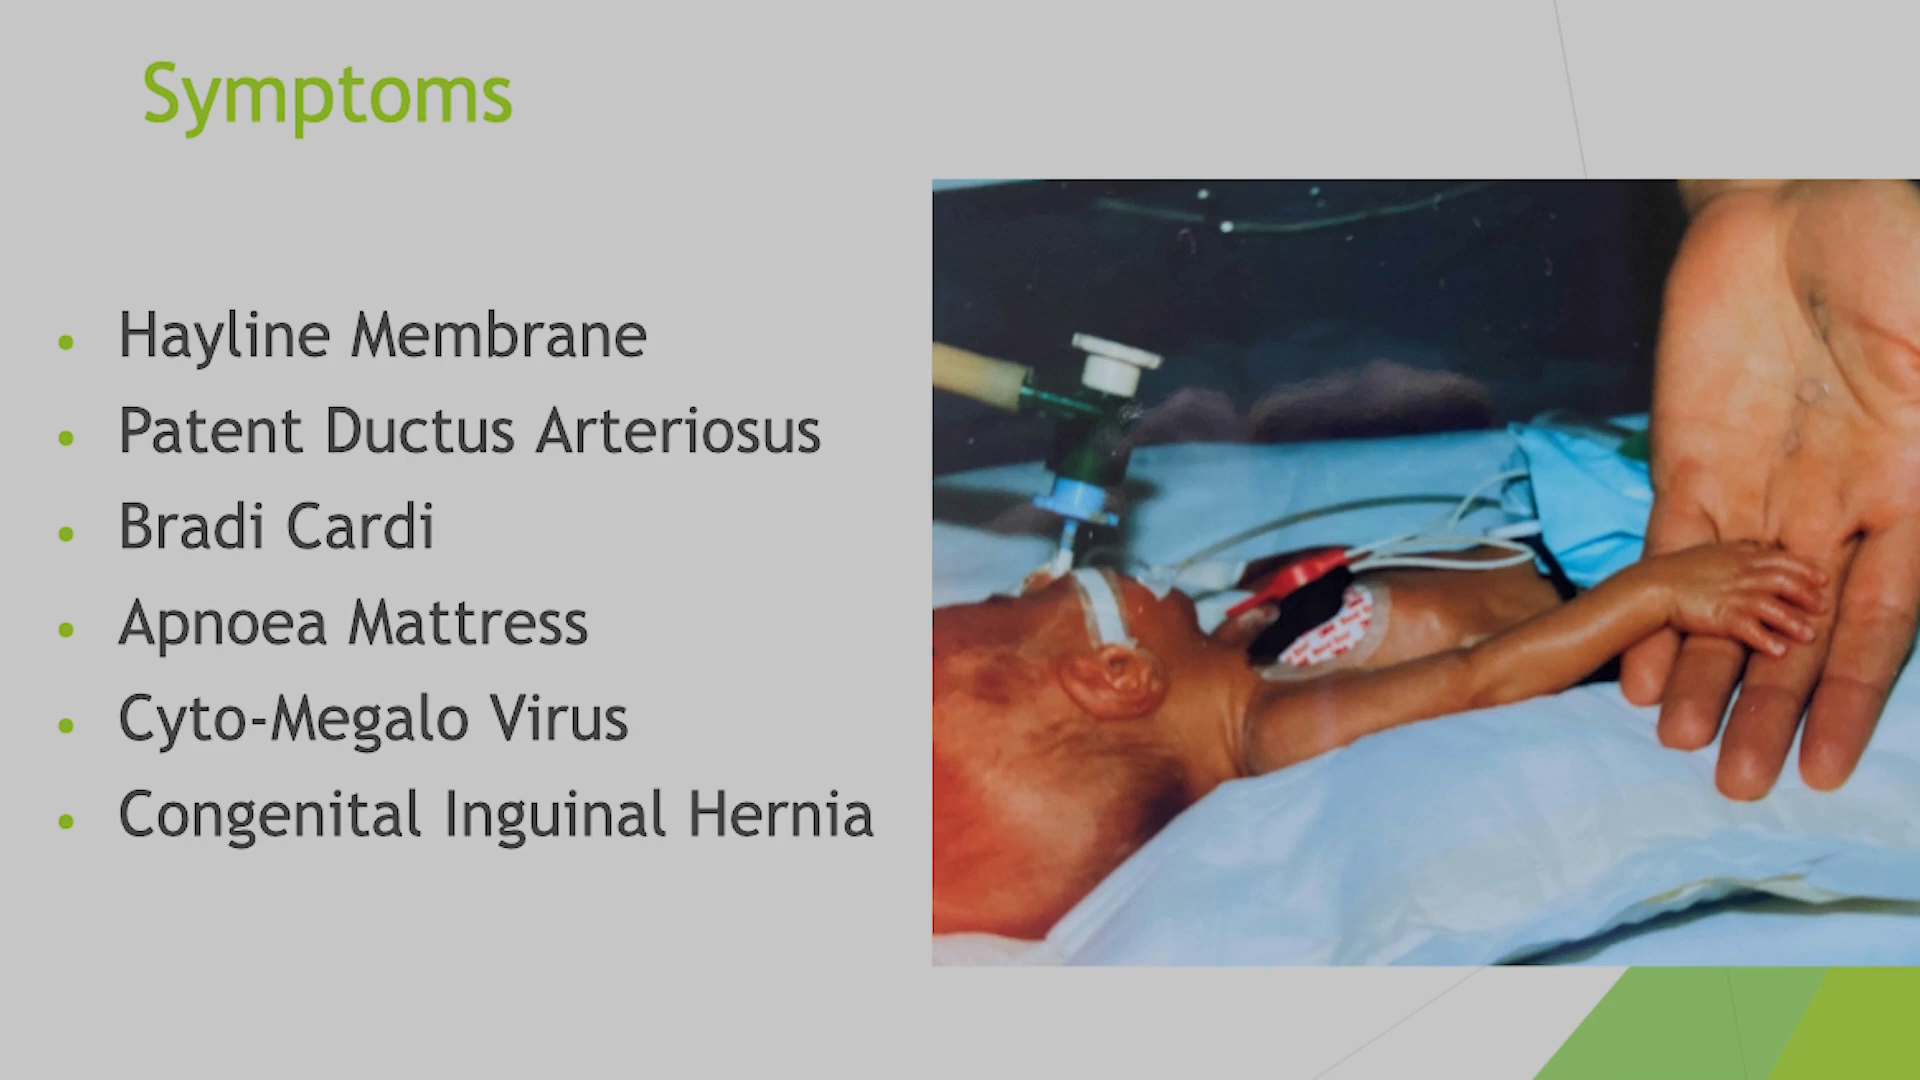 Symptoms
Hayline Membrane
Patent Ductus Arteriosus
Bradi Cardi
Apnoea Mattress
Cyto-Megalo Virus
Congenital Inguinal Hernia